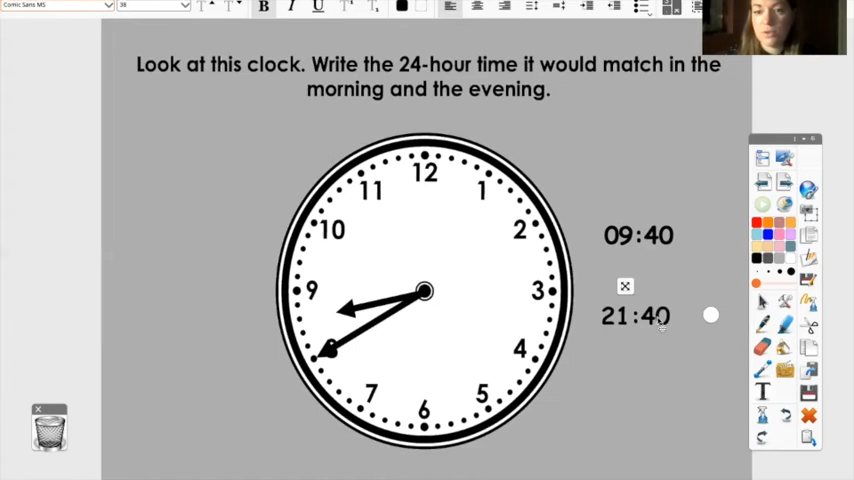 Comic Sans MS
36
B I U
Look at this clock. Write the 24-hour time it would match in the
morning and the evening.
12
11
1
10
2
9
3
4
7
5
6
09:40
21:40
T